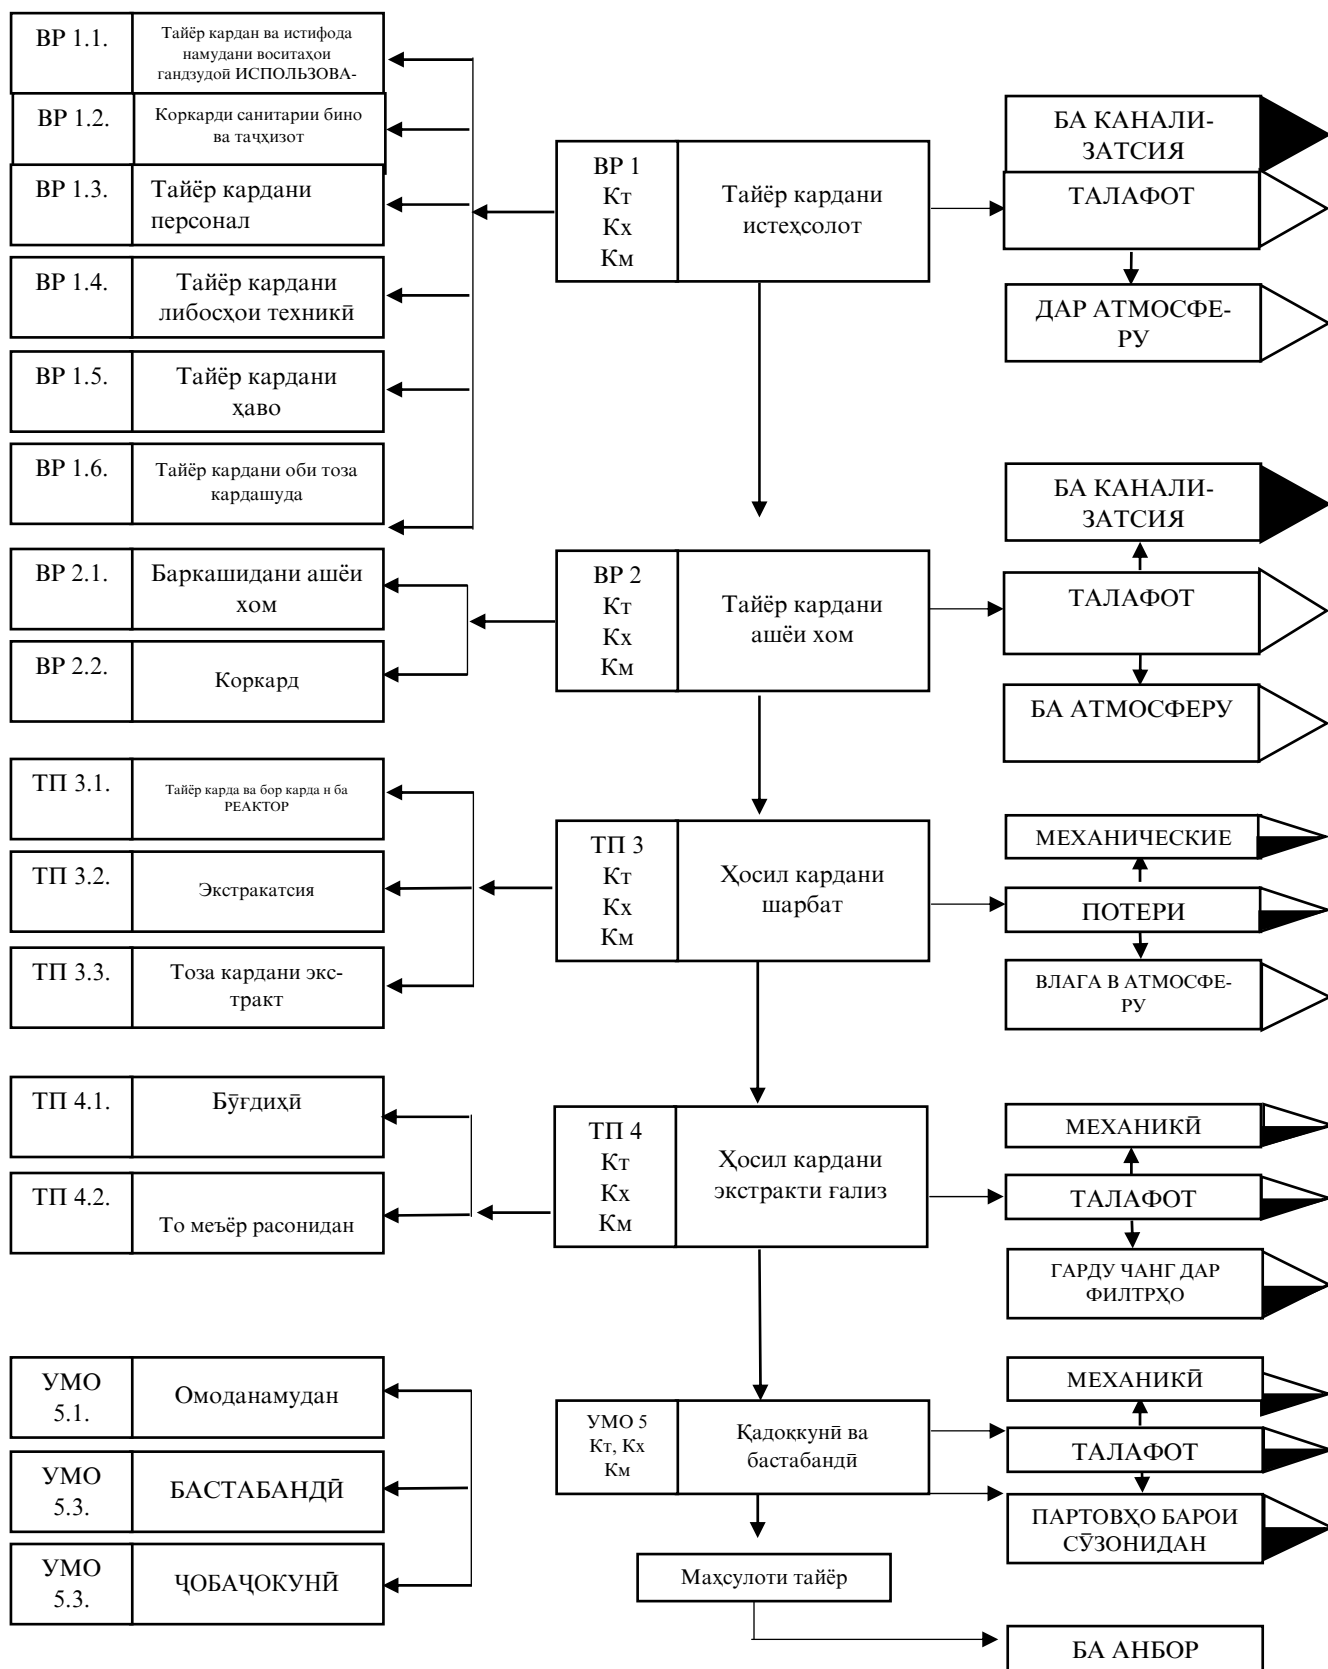 ВР 1.1.
Тайёр кардан ва истифода
намудани воситаҳои
гандзудоӣ ИСПОЛЬЗОВА-
ВР 1.2.
Коркарди санитарии бино
ва таҷҳизот
ВР 1.3.
Тайёр кардани
персонал
ВР 1.4.
Тайёр кардани
либосҳои техникӣ
ВР 1.5.
Тайёр кардани
ҳаво
ВР 1.6.
Тайёр кардани оби тоза
кардашуда
ВР 1
Кт
Кх
Км
Тайёр кардани
истеҳсолот
БА КАНАЛИ-
ЗАТСИЯ
ТАЛАФОТ
ДАР АТМОСФЕ-
РУ
ВР 2.1.
Баркашидани ашёи
хом
ВР 2.2.
Коркард
ВР 2
Кт
Кх
Км
Тайёр кардани
ашёи хом
БА КАНАЛИ-
ЗАТСИЯ
ТАЛАФОТ
БА АТМОСФЕРУ
ТП 3.1.
Тайёр карда ва бор карда н ба
РЕАКТОР
ТП 3.2.
Экстракатсия
ТП 3.3.
Тоза кардани экс-
тракт
ТП 3
Кт
Кх
Км
Ҳосил кардани
шарбат
МЕХАНИЧЕСКИЕ
ПОТЕРИ
ВЛАГА В АТМОСФЕ-
РУ
ТП 4.1.
Бӯғдиҳӣ
ТП 4.2.
То меъёр расонидан
ТП 4
Кт
Кх
Км
Ҳосил кардани
экстракти ғализ
МЕХАНИКӢ
ТАЛАФОТ
ГАРДУ ЧАНГ ДАР
ФИЛТРҲО
УМО
5.1.
Омоданамудан
УМО
5.3.
БАСТАБАНДӢ
УМО
5.3.
ҶОБАҶОКУНӢ
УМО 5
Кт, Кх
Км
Қадоққунӣ ва
бастабандӣ
МЕХАНИКӢ
ТАЛАФОТ
ПАРТОВҲО БАРОИ
СӮЗОНИДАН
Маҳсулоти тайёр
БА АНБОР